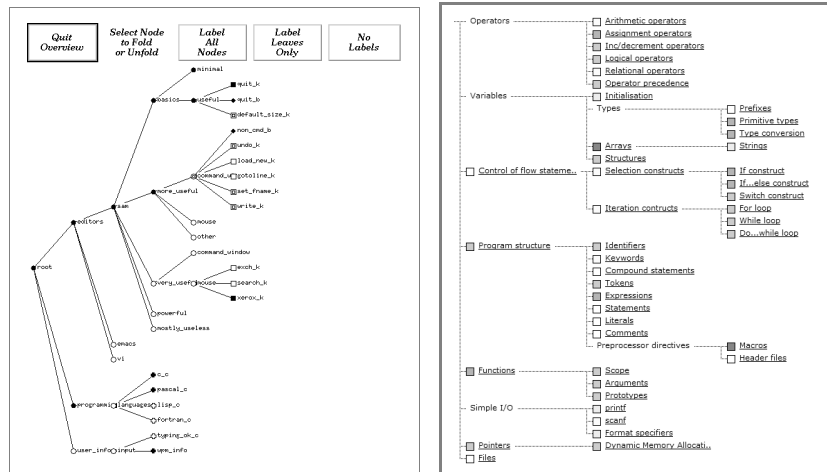 Quit
Overview
Select Node
to Fold
or Unfold
Label
All
Nodes
Label
Leaves
Only
No
Labels
minimal
quit_k
basics
useful
quit_b
default_size_k
non_cmd_b
undo_k
load_new_k
command_w
gotoline_k
more_useful
set_fname_k
write_k
sam
mouse
editors
other
command_window
root
exch_k
very_usef
mouse
search_k
xerox_k
powerful
mostly_useless
emacs
vi
c_c
pascal_c
programmi
languages
lisp_c
fortran_c
typing_ok_c
user_info
input
wpm_info
Operators
Arithmetic operators
Assignment operators
Inc/decrement operators
Logical operators
Relational operators
Operator precedence
Variables
Initialisation
Types
Prefixes
Primitive types
Type conversion
Arrays
Strings
Structures
Control of flow stateme..
Selection constructs
If construct
If...else construct
Switch construct
Iteration contructs
For loop
While loop
Do...while loop
Program structure
Identifiers
Keywords
Compound statements
Tokens
Expressions
Statements
Literals
Comments
Preprocessor directives
Macros
Header files
Functions
Scope
Arguments
Prototypes
Simple I/O
printf
scanf
Format specifiers
Pointers
Dynamic Memory Allocati..
Files